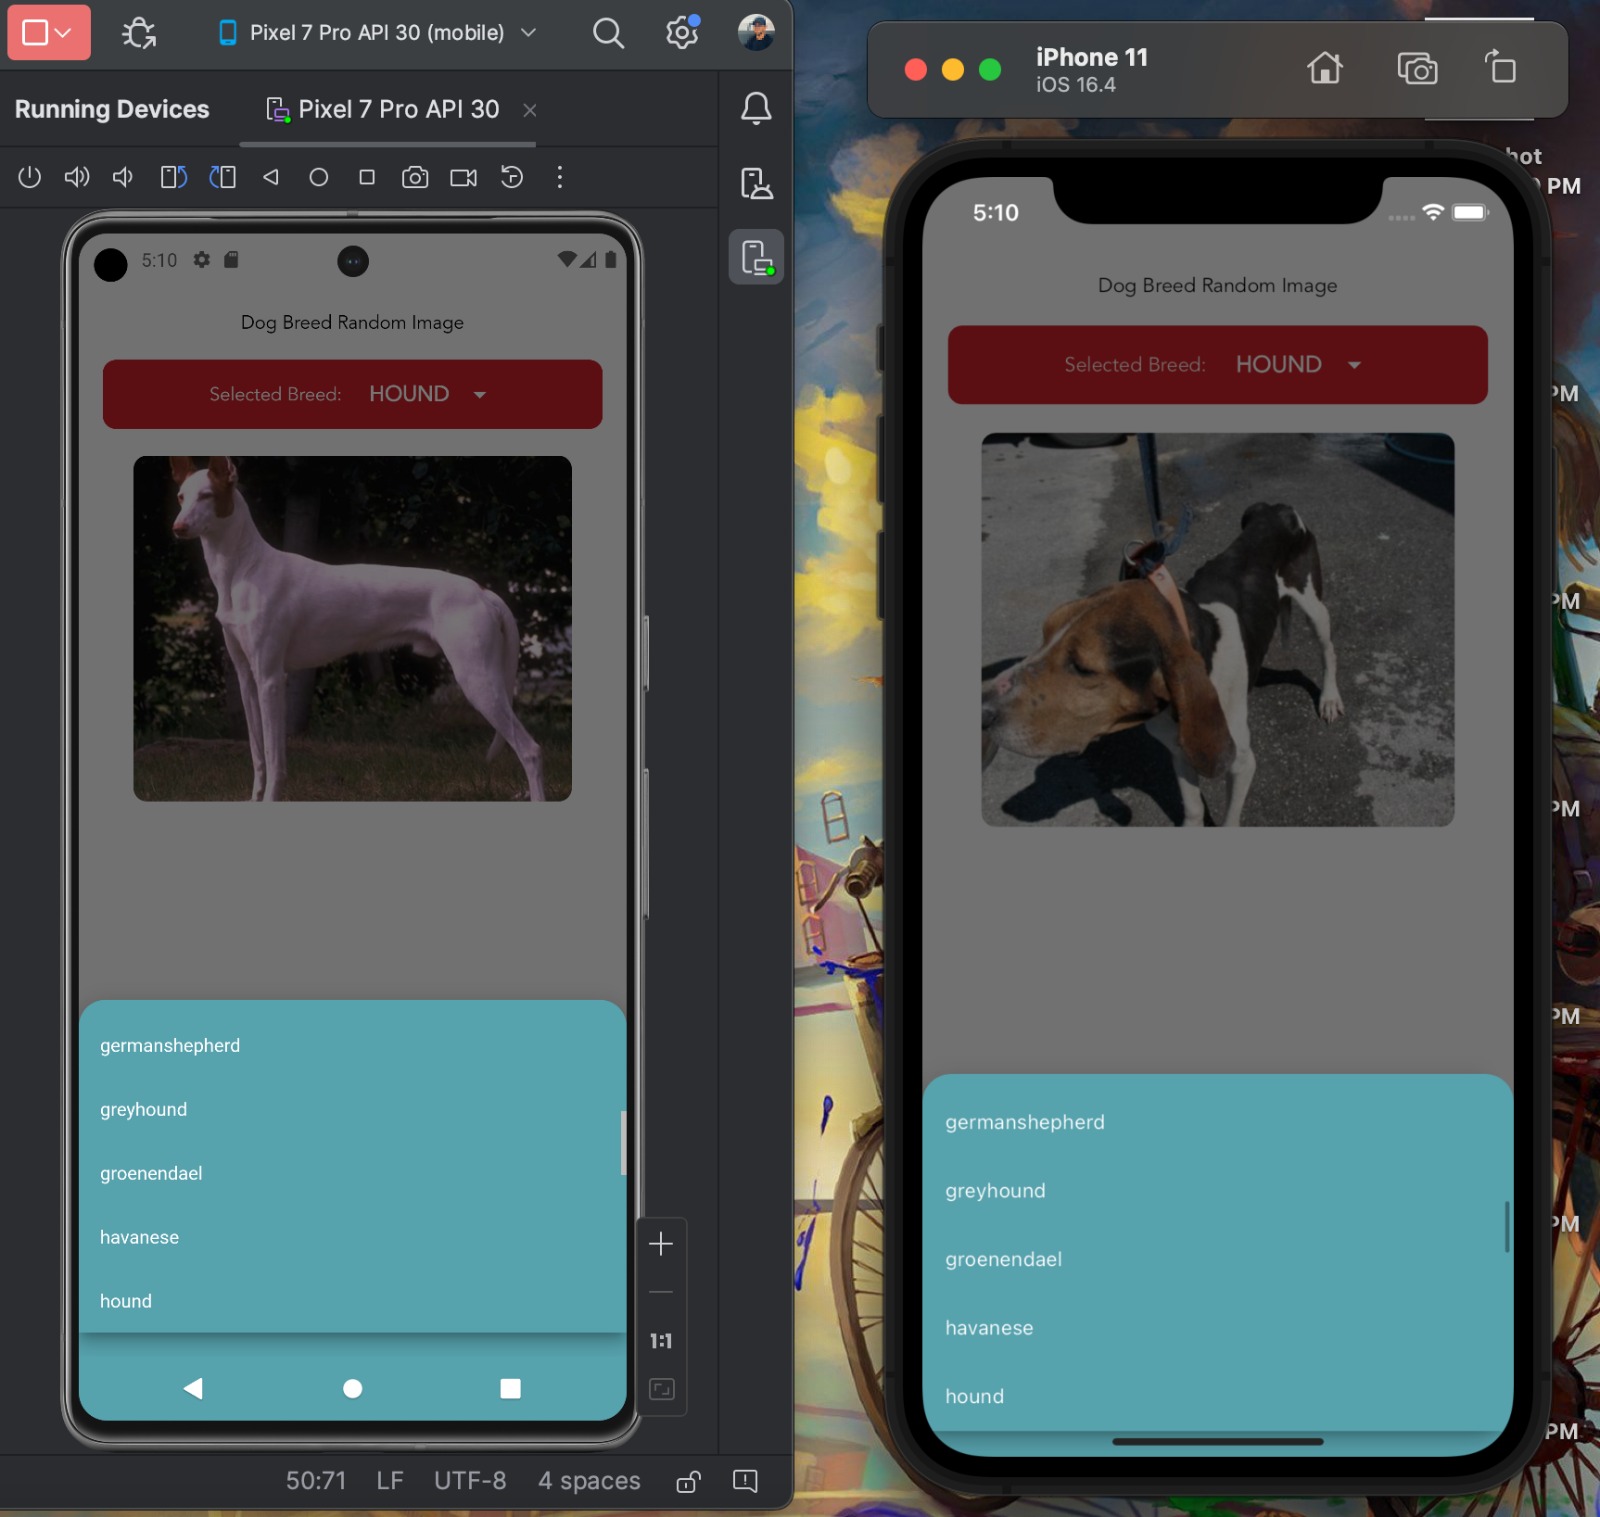 Pixel 7 Pro API 30 (mobile)
Running Devices
Pixel 7 Pro API 30
5:10
Dog Breed Random Image
Selected Breed: HOUND
germanshepherd
greyhound
groenendael
havanese
hound
1:1
50:71 LF UTF-8 4 spaces
iPhone 11
iOS 16.4
PM
5:10
Dog Breed Random Image
Selected Breed: HOUND
germanshepherd
greyhound
groenendael
havanese
hound
PM
PM
PM
PM
PM
PM